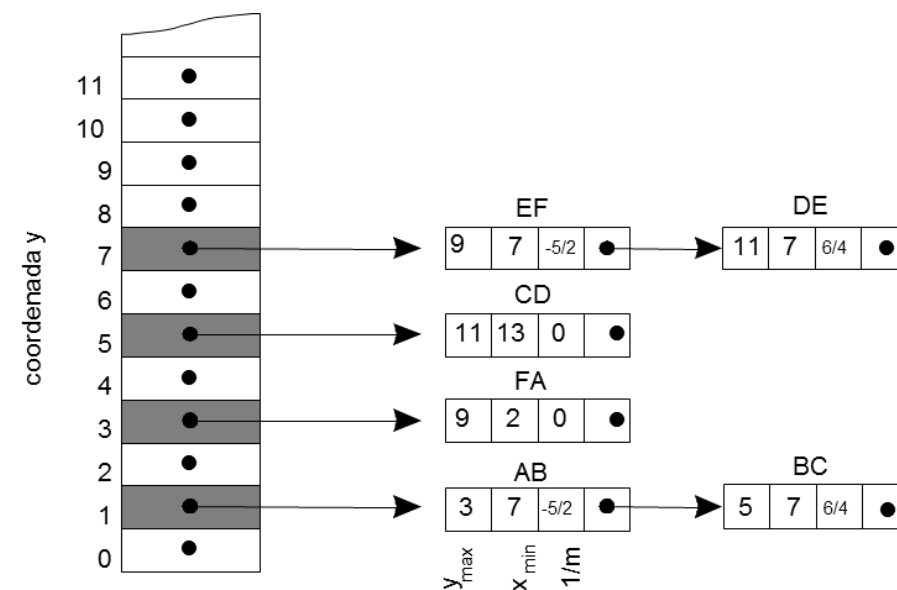 coordenada y
11
10
9
8
7
6
5
4
3
2
1
0
EF
9 7 -5/2
DE
11 7 6/4
CD
11 13 0
FA
9 2 0
AB
3 7 -5/2
BC
5 7 6/4
ymax
xmin
1/m